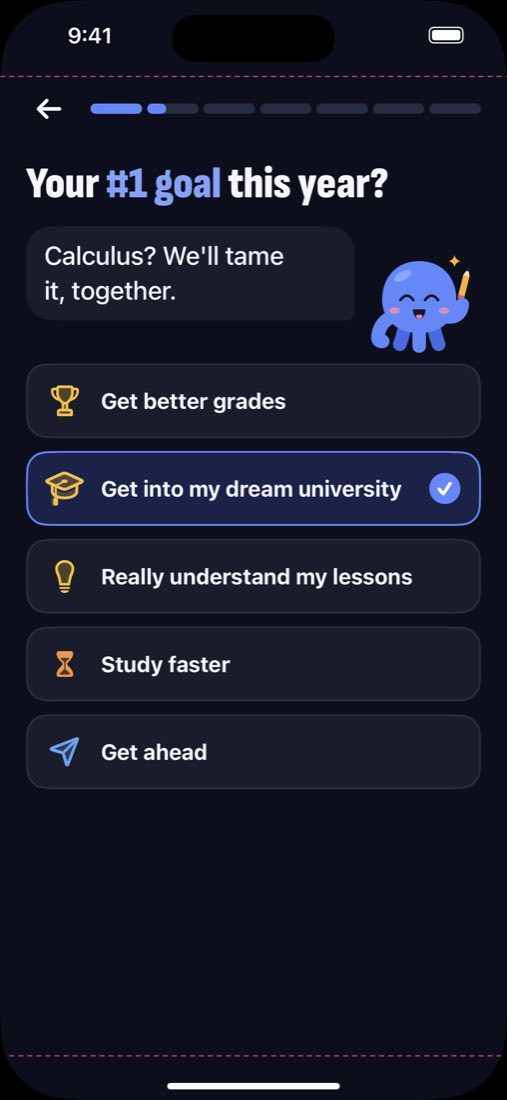 9:41
Your #1 goal this year?
Calculus? We'll tame
it, together.
Get better grades
Get into my dream university
Really understand my lessons
Study faster
Get ahead